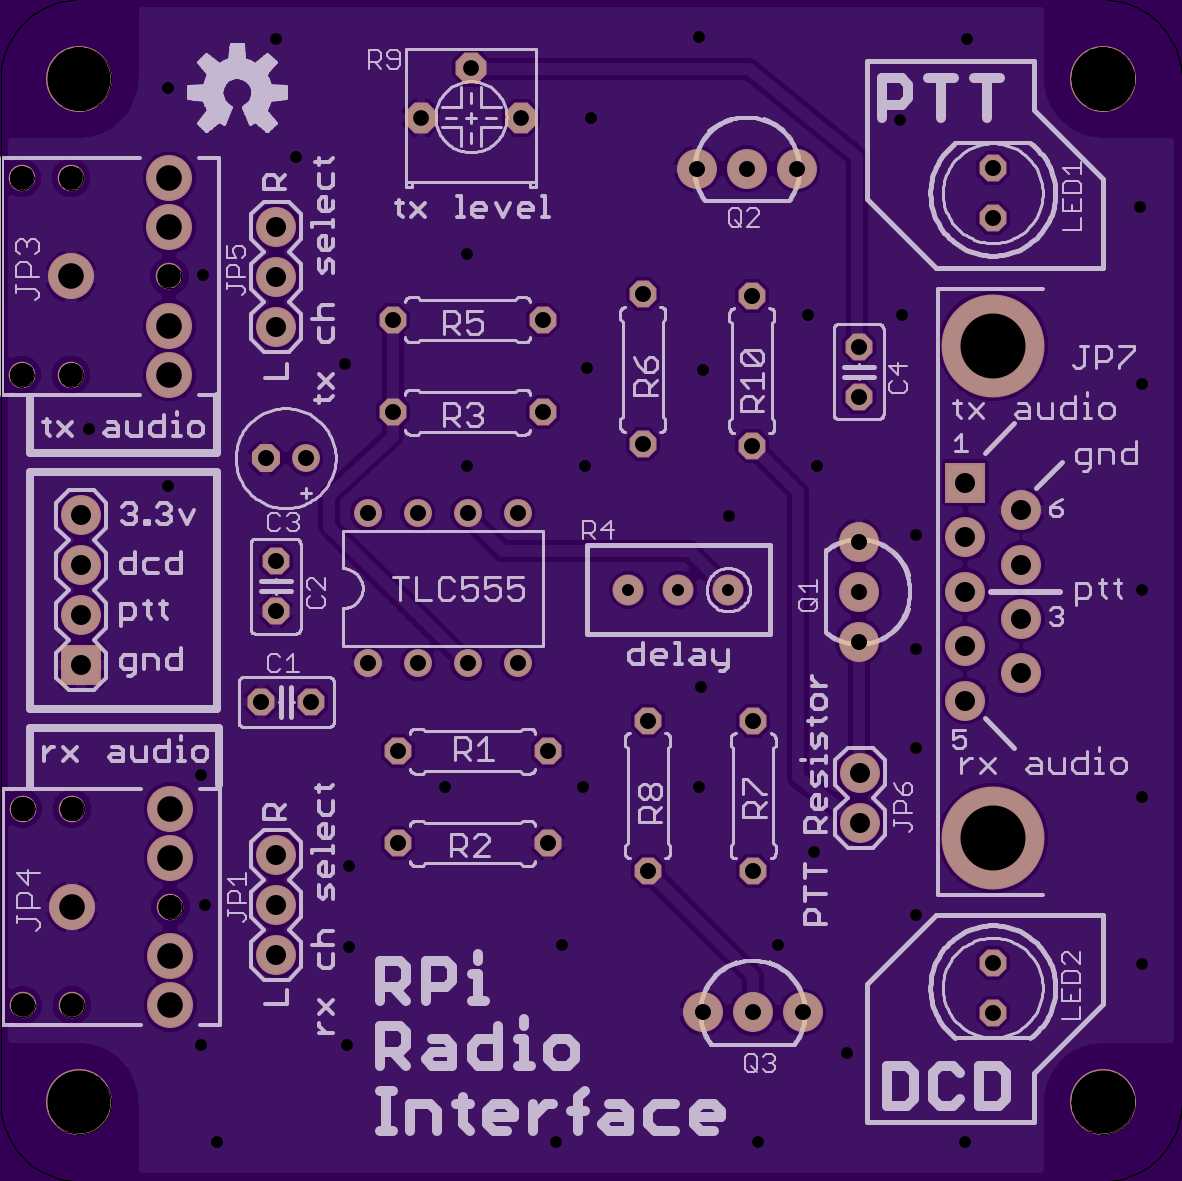 R9
PTT
tx level
Q2
LED1
R
tx ch select
JP3
JP5
L
R5
R3
R6
R10
C4
JP7
tx audio
1
gnd
6
ptt
3
5
rx audio
tx audio
+
C3
3.3v
dcd
ptt
gnd
C2
C1
TLC555
R4
delay
Q1
PTT Resistor
JP6
rx audio
R
rx ch select
JP4
JP1
L
R1
R2
R8
R7
RPi
Radio
Interface
Q3
LED2
DCD